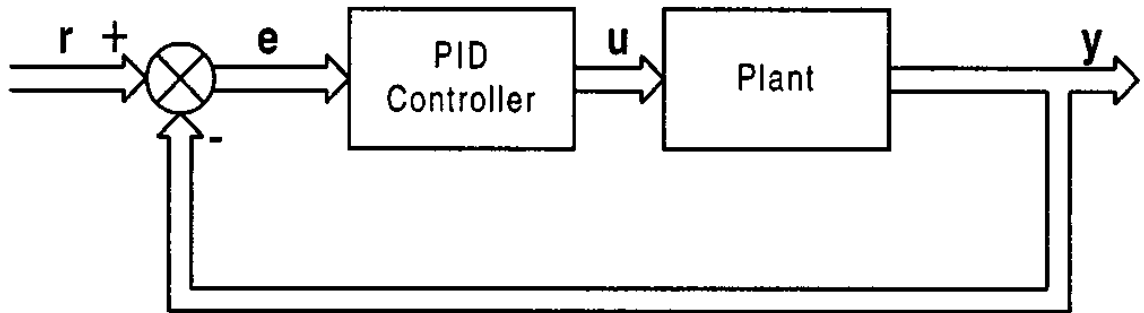 r +
e
PID
Controller
u
Plant
y
-